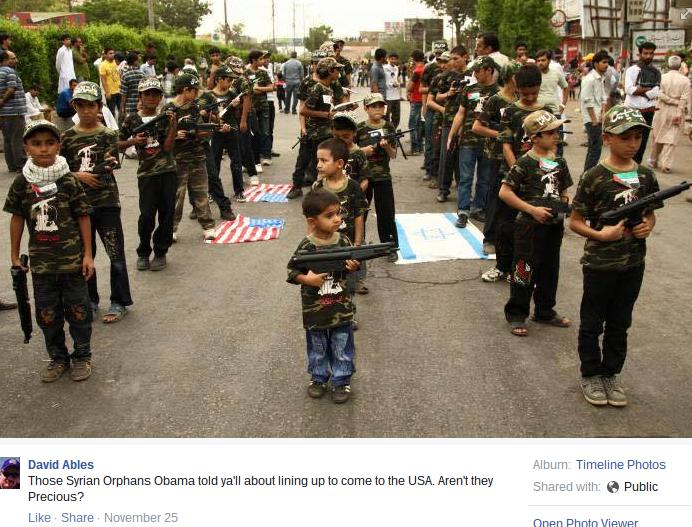 David Ables
Those Syrian Orphans Obama told ya'll about lining up to come to the USA. Aren't they
Precious?
Like · Share · November 25
Album: Timeline Photos
Shared with: Public
Open Photo Viewer